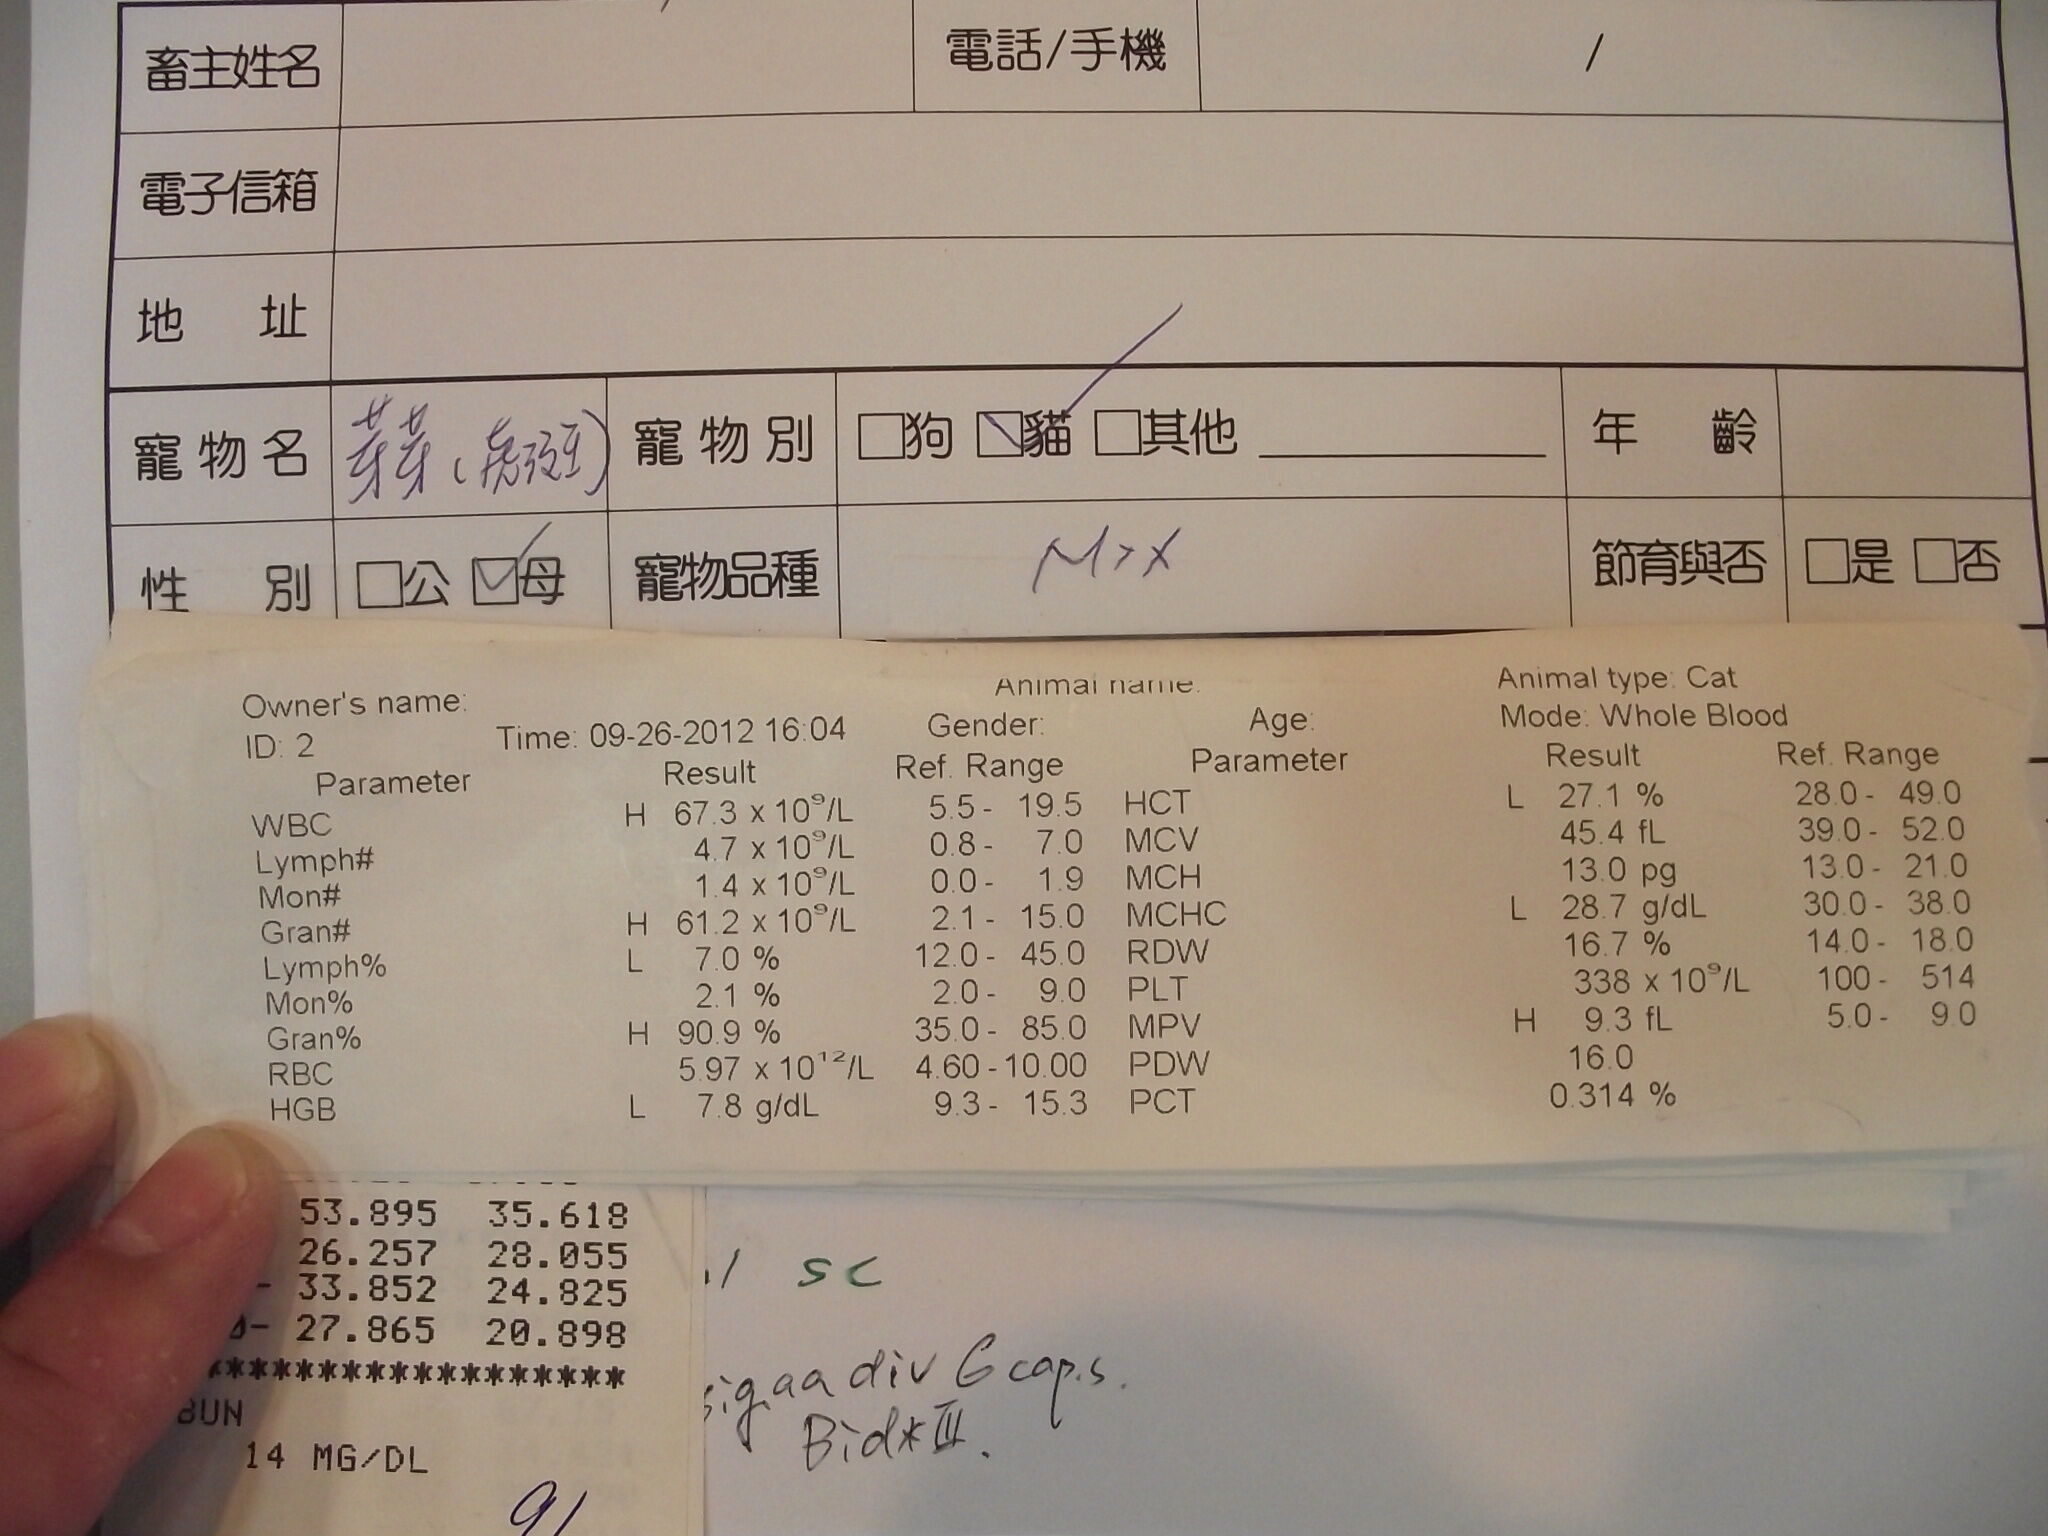 畜主姓名 電話/手機 /
電子信箱
地 址
寵物名 芽芽(虎斑) 寵物別 □狗 ☑貓 □其他 年 齡
性 別 □公 ☑母 寵物品種 Mix 節育與否 □是 □否
Owner's name: Animal name: Animal type: Cat
ID: 2 Time: 09-26-2012 16:04 Gender: Age: Mode: Whole Blood
Parameter Result Ref. Range Parameter Result Ref. Range
WBC H 67.3 x 10⁹/L 5.5 - 19.5 HCT L 27.1 % 28.0 - 49.0
Lymph# 4.7 x 10⁹/L 0.8 - 7.0 MCV 45.4 fL 39.0 - 52.0
Mon# 1.4 x 10⁹/L 0.0 - 1.9 MCH 13.0 pg 13.0 - 21.0
Gran# H 61.2 x 10⁹/L 2.1 - 15.0 MCHC L 28.7 g/dL 30.0 - 38.0
Lymph% L 7.0 % 12.0 - 45.0 RDW 16.7 % 14.0 - 18.0
Mon% 2.1 % 2.0 - 9.0 PLT 338 x 10⁹/L 100 - 514
Gran% H 90.9 % 35.0 - 85.0 MPV H 9.3 fL 5.0 - 9.0
RBC 5.97 x 10¹²/L 4.60 - 10.00 PDW 16.0
HGB L 7.8 g/dL 9.3 - 15.3 PCT 0.314 %
53.895 35.618
26.257 28.055
- 33.852 24.825
- 27.865 20.898
******************
BUN
14 MG/DL
91
sc
sig.aa div 6 caps.
Bid*III.